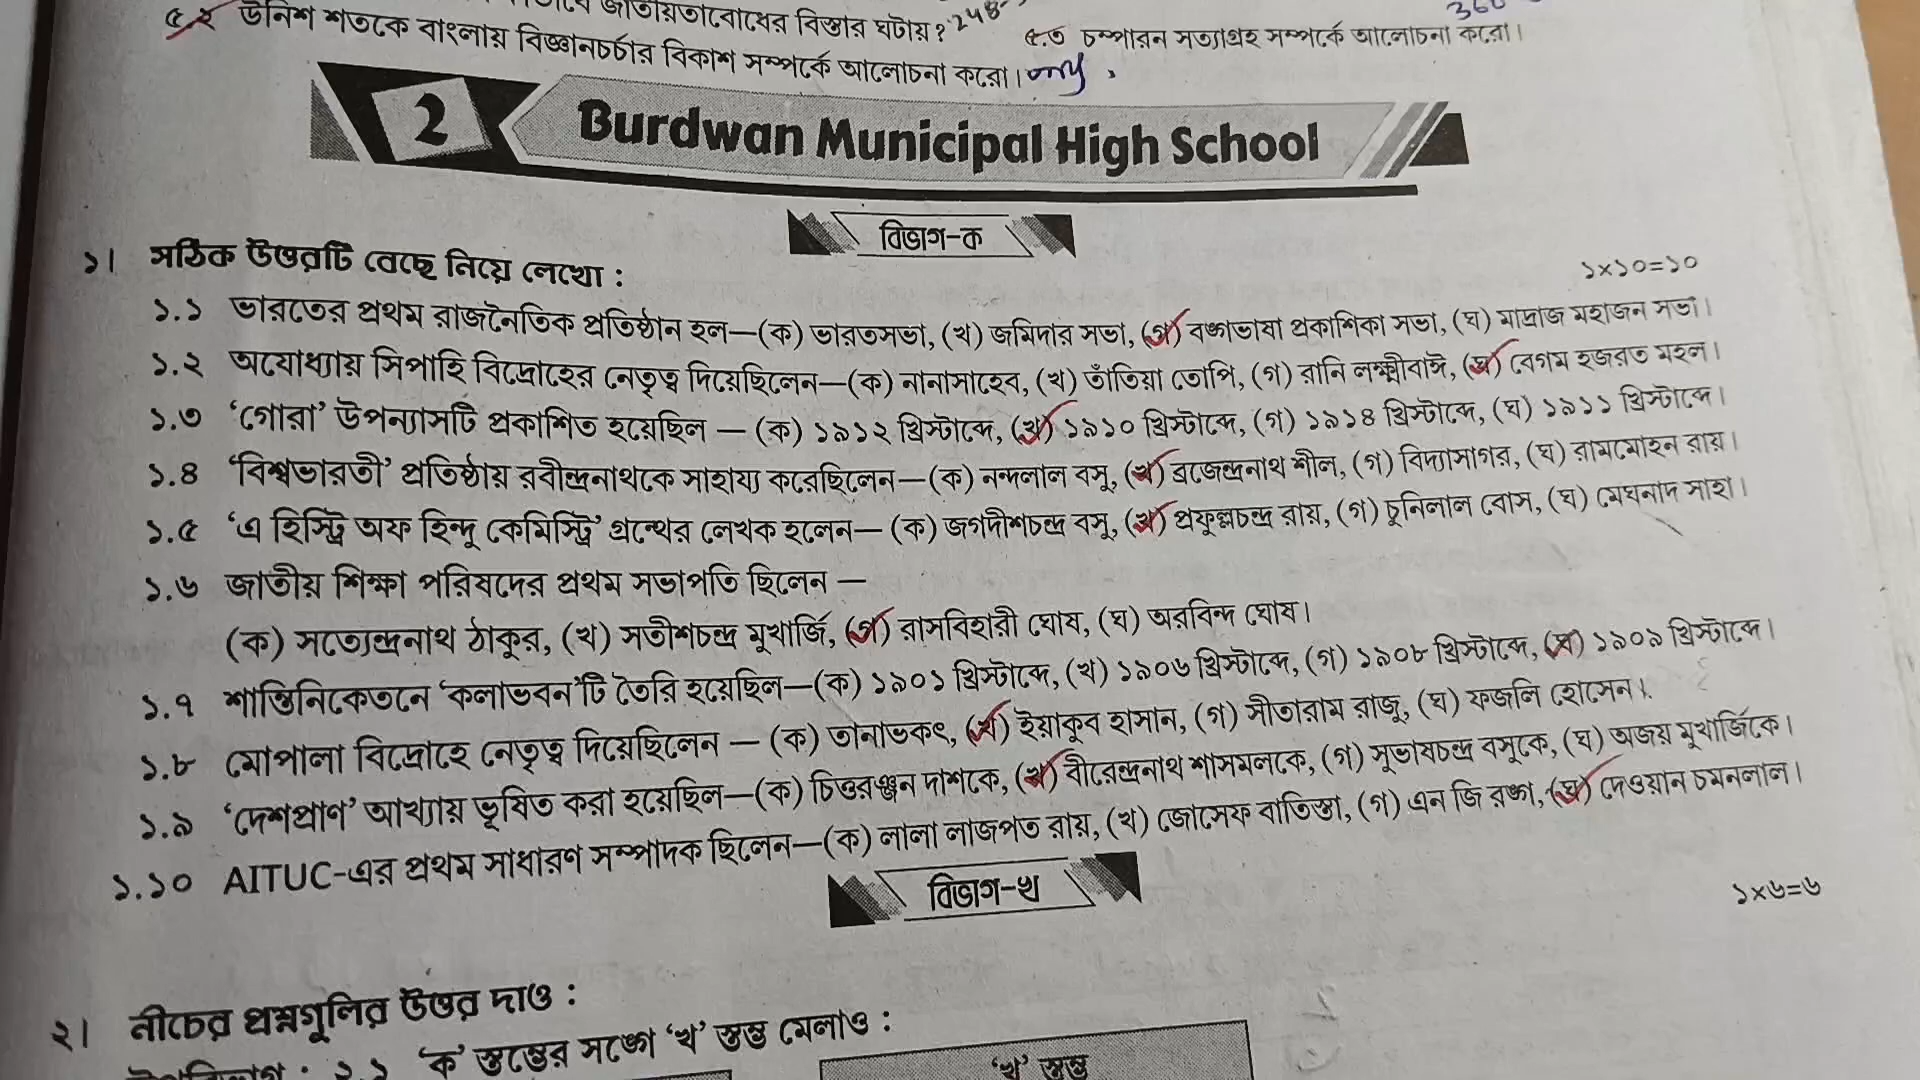 জাতীয়তাবোধের বিস্তার ঘটায়? 248
৫.২ উনিশ শতকে বাংলায় বিজ্ঞানচর্চার বিকাশ সম্পর্কে আলোচনা করো।
৫.৩ চম্পারন সত্যাগ্রহ সম্পর্কে আলোচনা করো।
2 Burdwan Municipal High School
বিভাগ-ক
১। সঠিক উত্তরটি বেছে নিয়ে লেখো : ১×১০=১০
১.১ ভারতের প্রথম রাজনৈতিক প্রতিষ্ঠান হল—(ক) ভারতসভা, (খ) জমিদার সভা, (গ) বঙ্গভাষা প্রকাশিকা সভা, (ঘ) মাদ্রাজ মহাজন সভা।
১.২ অযোধ্যায় সিপাহি বিদ্রোহের নেতৃত্ব দিয়েছিলেন—(ক) নানাসাহেব, (খ) তাঁতিয়া তোপি, (গ) রানি লক্ষ্মীবাঈ, (ঘ) বেগম হজরত মহল।
১.৩ ‘গোরা’ উপন্যাসটি প্রকাশিত হয়েছিল — (ক) ১৯১২ খ্রিস্টাব্দে, (খ) ১৯১০ খ্রিস্টাব্দে, (গ) ১৯১৪ খ্রিস্টাব্দে, (ঘ) ১৯১১ খ্রিস্টাব্দে।
১.৪ ‘বিশ্বভারতী’ প্রতিষ্ঠায় রবীন্দ্রনাথকে সাহায্য করেছিলেন—(ক) নন্দলাল বসু, (খ) ব্রজেন্দ্রনাথ শীল, (গ) বিদ্যাসাগর, (ঘ) রামমোহন রায়।
১.৫ ‘এ হিস্ট্রি অফ হিন্দু কেমিস্ট্রি’ গ্রন্থের লেখক হলেন— (ক) জগদীশচন্দ্র বসু, (খ) প্রফুল্লচন্দ্র রায়, (গ) চুনিলাল বোস, (ঘ) মেঘনাদ সাহা।
১.৬ জাতীয় শিক্ষা পরিষদের প্রথম সভাপতি ছিলেন —
(ক) সত্যেন্দ্রনাথ ঠাকুর, (খ) সতীশচন্দ্র মুখার্জি, (গ) রাসবিহারী ঘোষ, (ঘ) অরবিন্দ ঘোষ।
১.৭ শান্তিনিকেতনে ‘কলাভবন’টি তৈরি হয়েছিল—(ক) ১৯০১ খ্রিস্টাব্দে, (খ) ১৯০৬ খ্রিস্টাব্দে, (গ) ১৯০৮ খ্রিস্টাব্দে, (ঘ) ১৯০৯ খ্রিস্টাব্দে।
১.৮ মোপালা বিদ্রোহে নেতৃত্ব দিয়েছিলেন — (ক) তানাভকৎ, (খ) ইয়াকুব হাসান, (গ) সীতারাম রাজু, (ঘ) ফজলি হোসেন।
১.৯ ‘দেশপ্রাণ’ আখ্যায় ভূষিত করা হয়েছিল—(ক) চিত্তরঞ্জন দাশকে, (খ) বীরেন্দ্রনাথ শাসমলকে, (গ) সুভাষচন্দ্র বসুকে, (ঘ) অজয় মুখার্জিকে।
১.১০ AITUC-এর প্রথম সাধারণ সম্পাদক ছিলেন—(ক) লালা লাজপত রায়, (খ) জোসেফ বাতিস্তা, (গ) এন জি রঙ্গ, (ঘ) দেওয়ান চমনলাল।
বিভাগ-খ
১×৬=৬
২। নীচের প্রশ্নগুলির উত্তর দাও :
২.১ ‘ক’ স্তম্ভের সঙ্গে ‘খ’ স্তম্ভ মেলাও :
‘খ’ স্তম্ভ